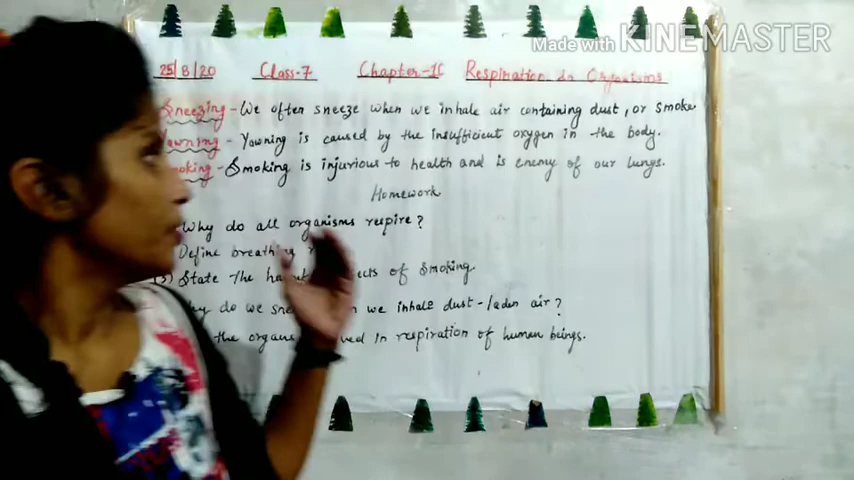 Made with KINEMASTER
25/8/20 Class-7 Chapter-10 Respiration in Organisms
Sneezing - We often sneeze when we inhale air containing dust, or smoke
Yawning - Yawning is caused by the insufficient oxygen in the body.
Smoking - Smoking is injurious to health and is enemy of our lungs.
Homework
Why do all organisms respire?
Define breathing
(3) State the effects of smoking.
do we we inhale dust-laden air?
the in respiration of human beings.